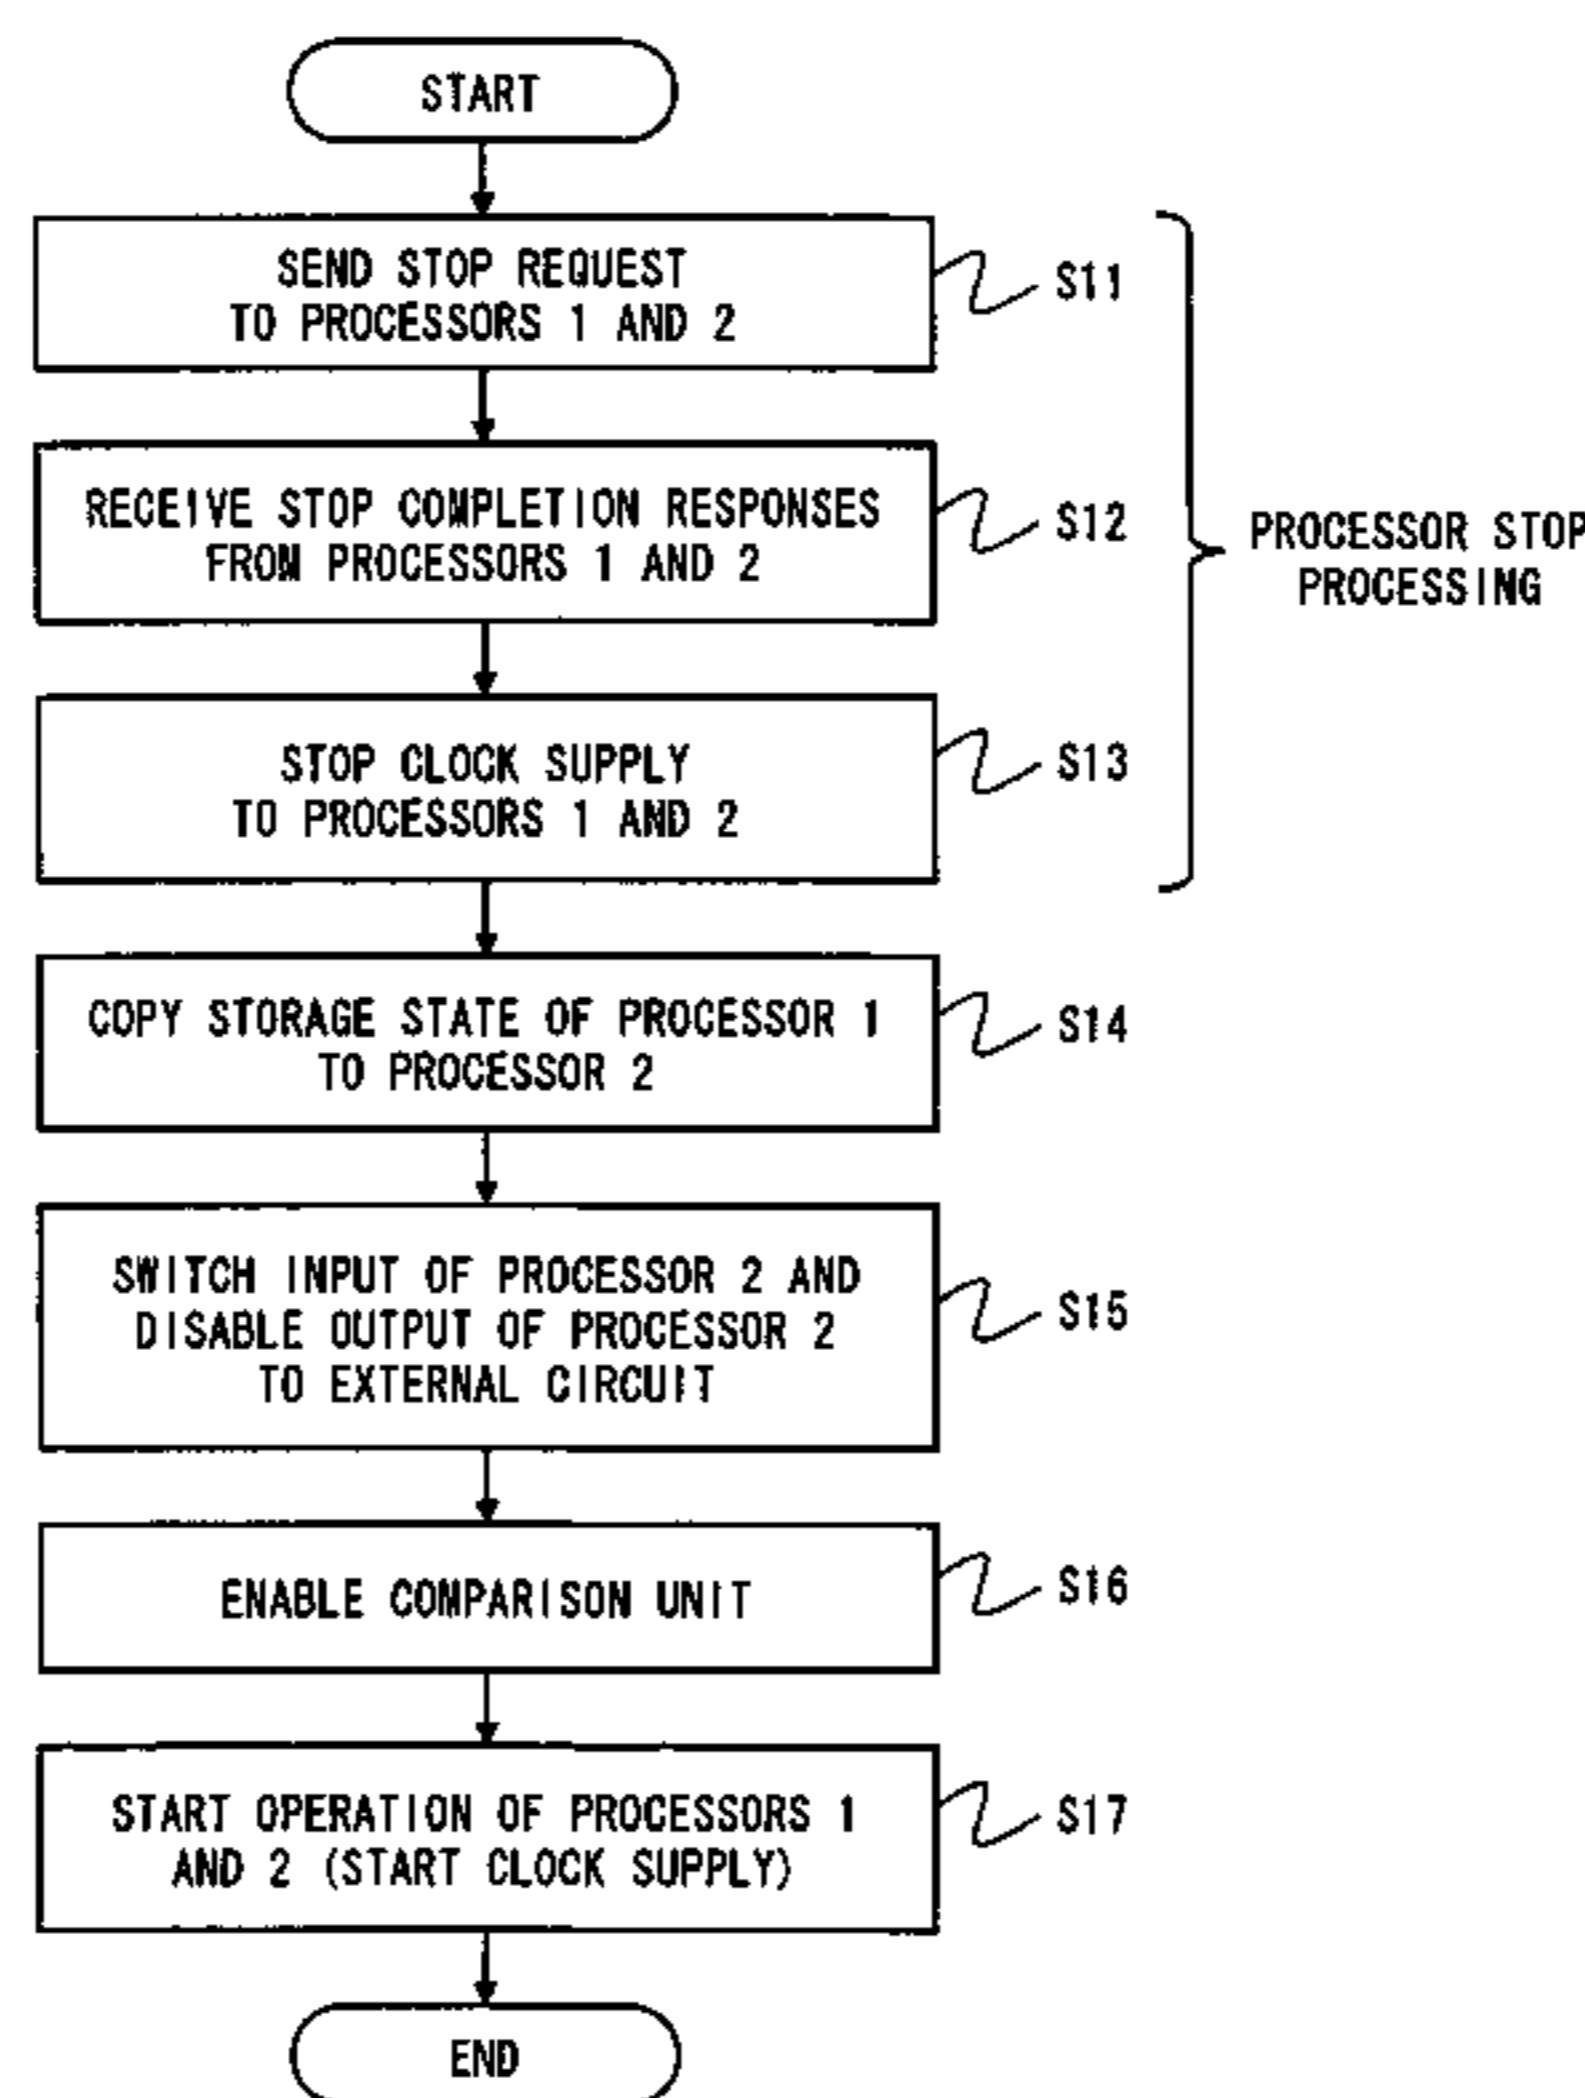 START
SEND STOP REQUEST
TO PROCESSORS 1 AND 2
S11
RECEIVE STOP COMPLETION RESPONSES
FROM PROCESSORS 1 AND 2
S12
PROCESSOR STOP
PROCESSING
STOP CLOCK SUPPLY
TO PROCESSORS 1 AND 2
S13
COPY STORAGE STATE OF PROCESSOR 1
TO PROCESSOR 2
S14
SWITCH INPUT OF PROCESSOR 2 AND
DISABLE OUTPUT OF PROCESSOR 2
TO EXTERNAL CIRCUIT
S15
ENABLE COMPARISON UNIT
S16
START OPERATION OF PROCESSORS 1
AND 2 (START CLOCK SUPPLY)
S17
END